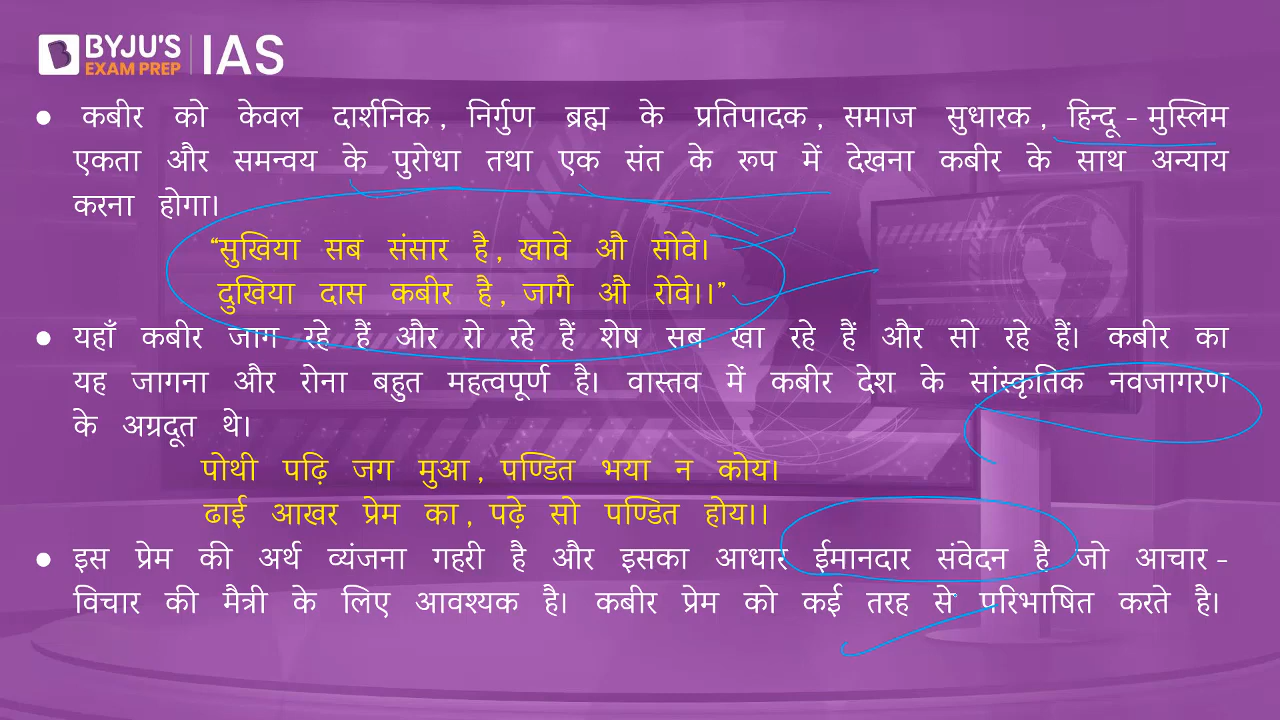 BYJU'S
EXAM PREP
IAS
● कबीर को केवल दार्शनिक, निर्गुण ब्रह्म के प्रतिपादक, समाज सुधारक, हिन्दू-मुस्लिम
एकता और समन्वय के पुरोधा तथा एक संत के रूप में देखना कबीर के साथ अन्याय
करना होगा।
“सुखिया सब संसार है, खावे औ सोवे।
दुखिया दास कबीर है, जागै औ रोवे।।”
● यहाँ कबीर जाग रहे हैं और रो रहे हैं शेष सब खा रहे हैं और सो रहे हैं। कबीर का
यह जागना और रोना बहुत महत्वपूर्ण है। वास्तव में कबीर देश के सांस्कृतिक नवजागरण
के अग्रदूत थे।
पोथी पढ़ि जग मुआ, पण्डित भया न कोय।
ढाई आखर प्रेम का, पढ़े सो पण्डित होय।।
● इस प्रेम की अर्थ व्यंजना गहरी है और इसका आधार ईमानदार संवेदन है जो आचार-
विचार की मैत्री के लिए आवश्यक है। कबीर प्रेम को कई तरह से परिभाषित करते है।